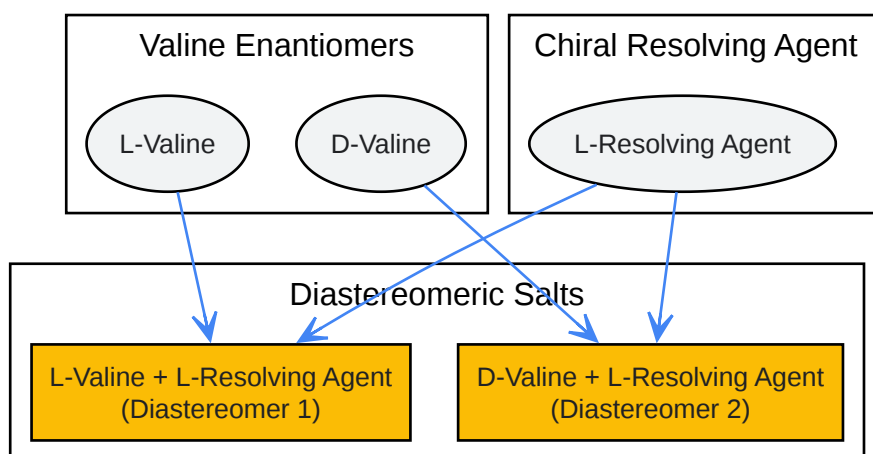 Valine Enantiomers
Chiral Resolving Agent
L-Valine
D-Valine
L-Resolving Agent
Diastereomeric Salts
L-Valine + L-Resolving Agent
(Diastereomer 1)
D-Valine + L-Resolving Agent
(Diastereomer 2)